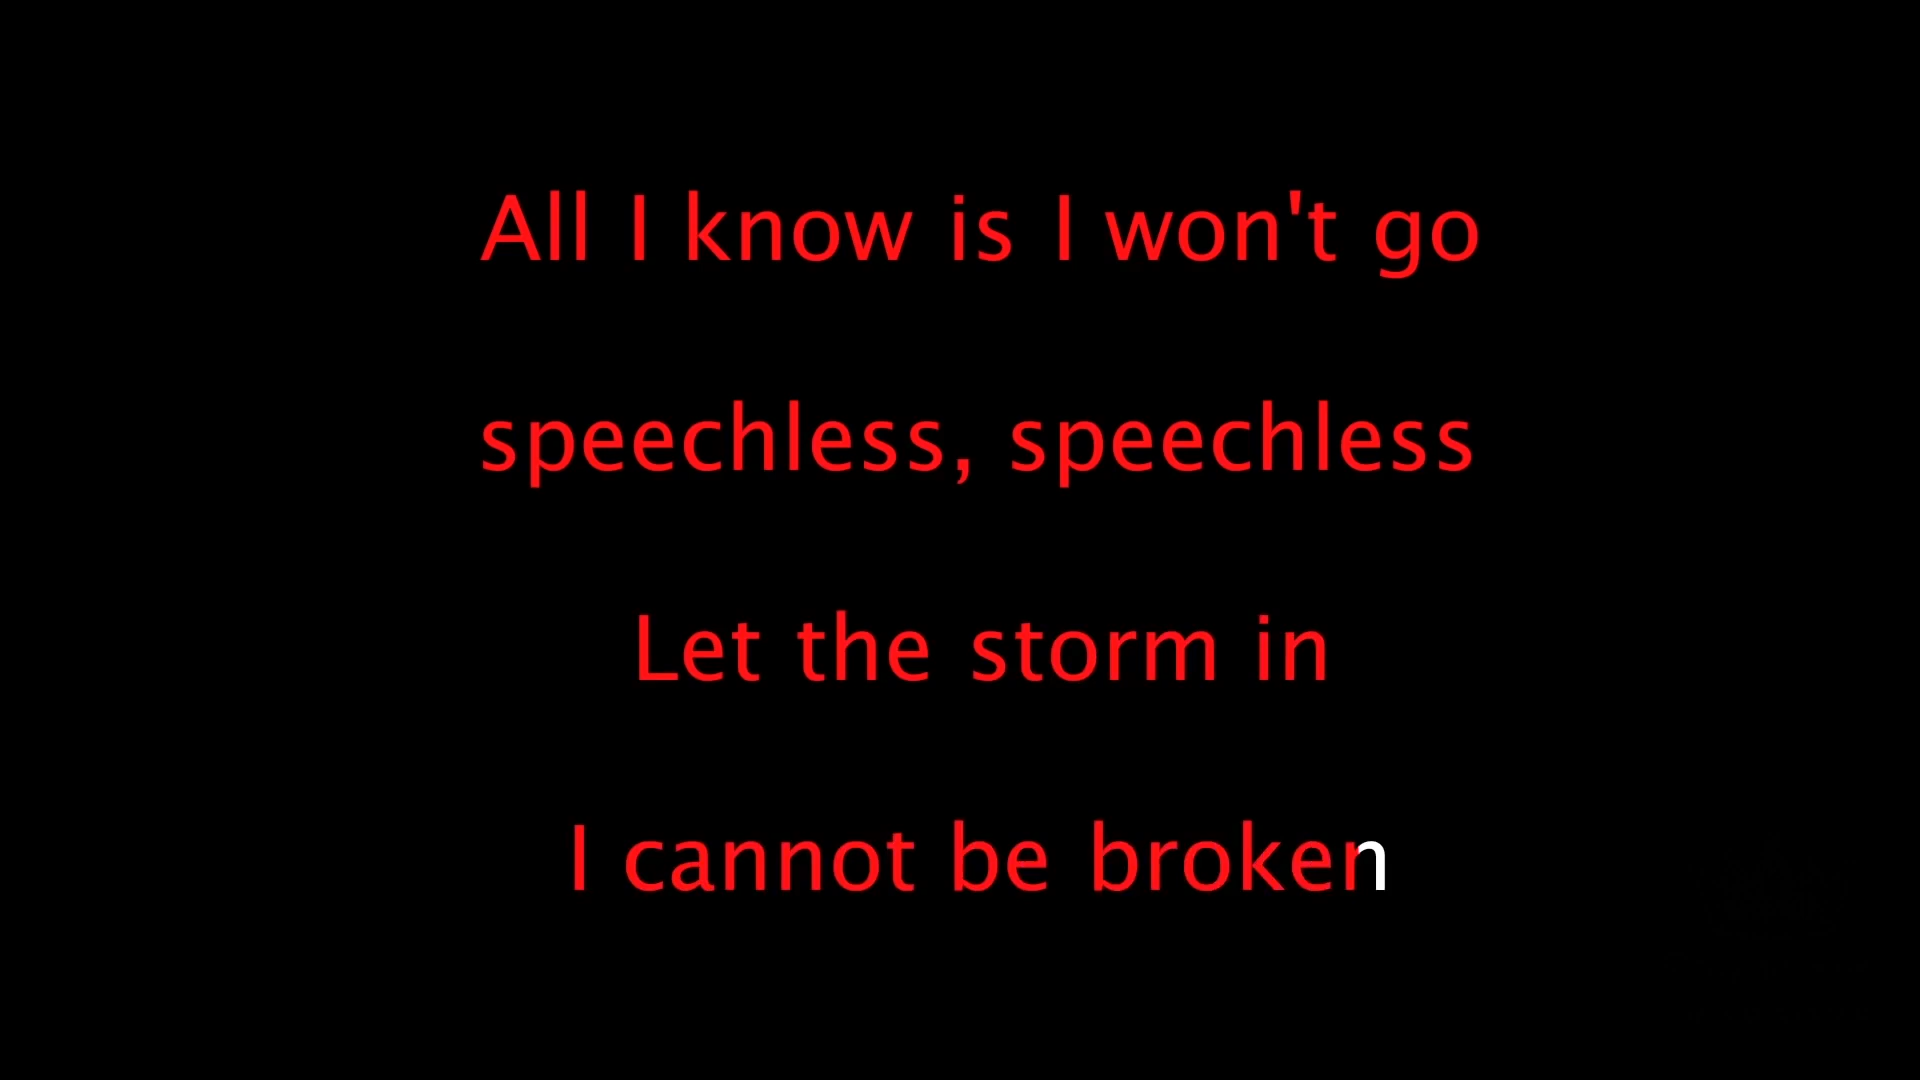 All I know is I won't go
speechless, speechless
Let the storm in
I cannot be broken